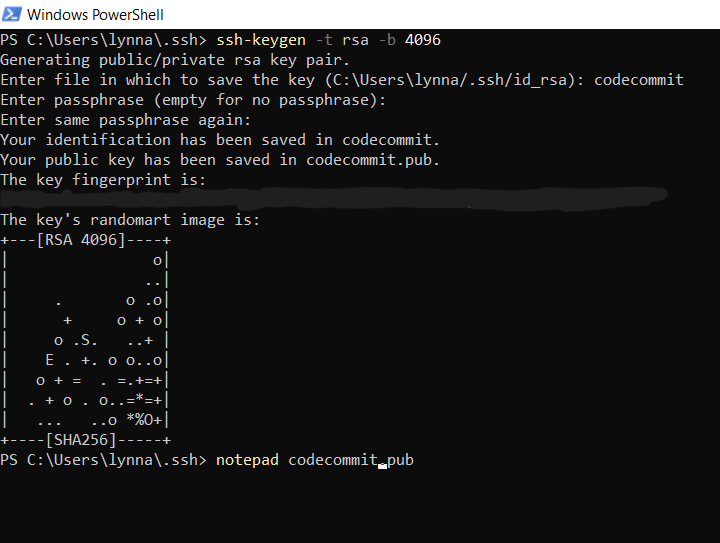 Windows PowerShell
PS C:\Users\lynna\.ssh> ssh-keygen -t rsa -b 4096
Generating public/private rsa key pair.
Enter file in which to save the key (C:\Users\lynna/.ssh/id_rsa): codecommit
Enter passphrase (empty for no passphrase):
Enter same passphrase again:
Your identification has been saved in codecommit.
Your public key has been saved in codecommit.pub.
The key fingerprint is:
The key's randomart image is:
+---[RSA 4096]----+
|                o|
|               ..|
|     .       o .o|
|      +     o + o|
|     o .S.   ..+ |
|    E . +. o o..o|
|   o + =  . =.+=+|
|  . + o . o..=*=+|
|   ...   ..o *%O+|
+----[SHA256]-----+
PS C:\Users\lynna\.ssh> notepad codecommit.pub